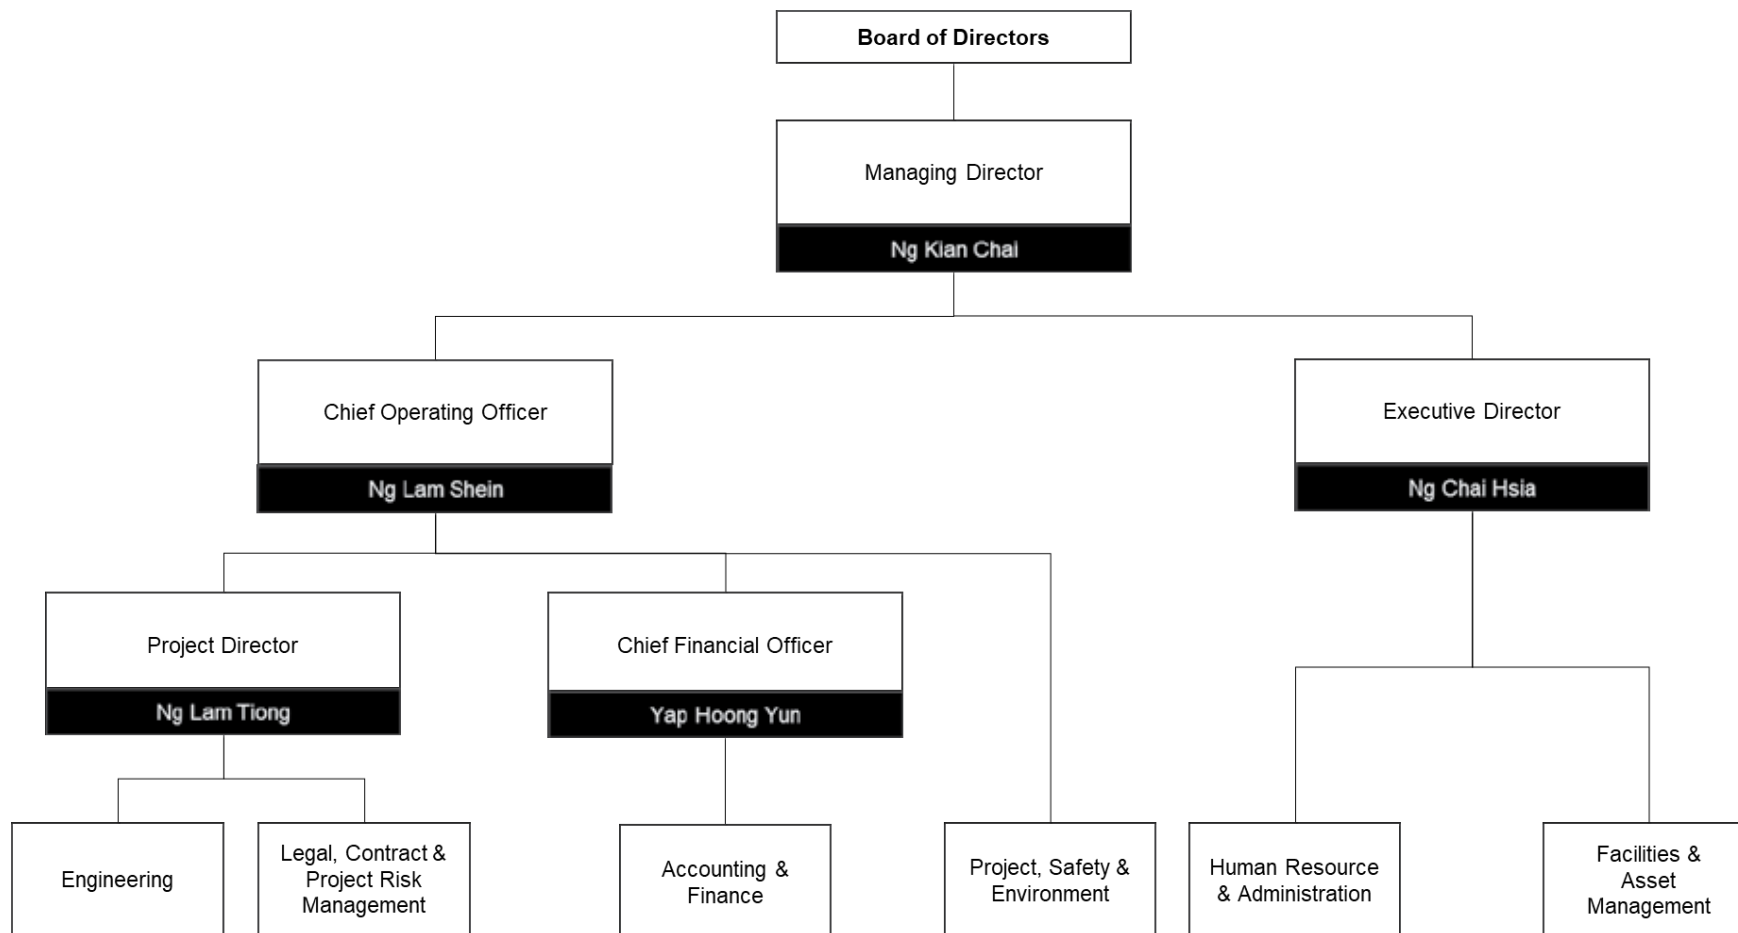 Board of Directors
Managing Director
Ng Kian Chai
Chief Operating Officer
Ng Lam Shein
Executive Director
Ng Chai Hsia
Project Director
Ng Lam Tiong
Chief Financial Officer
Yap Hoong Yun
Engineering
Legal, Contract &
Project Risk
Management
Accounting &
Finance
Project, Safety &
Environment
Human Resource
& Administration
Facilities &
Asset
Management